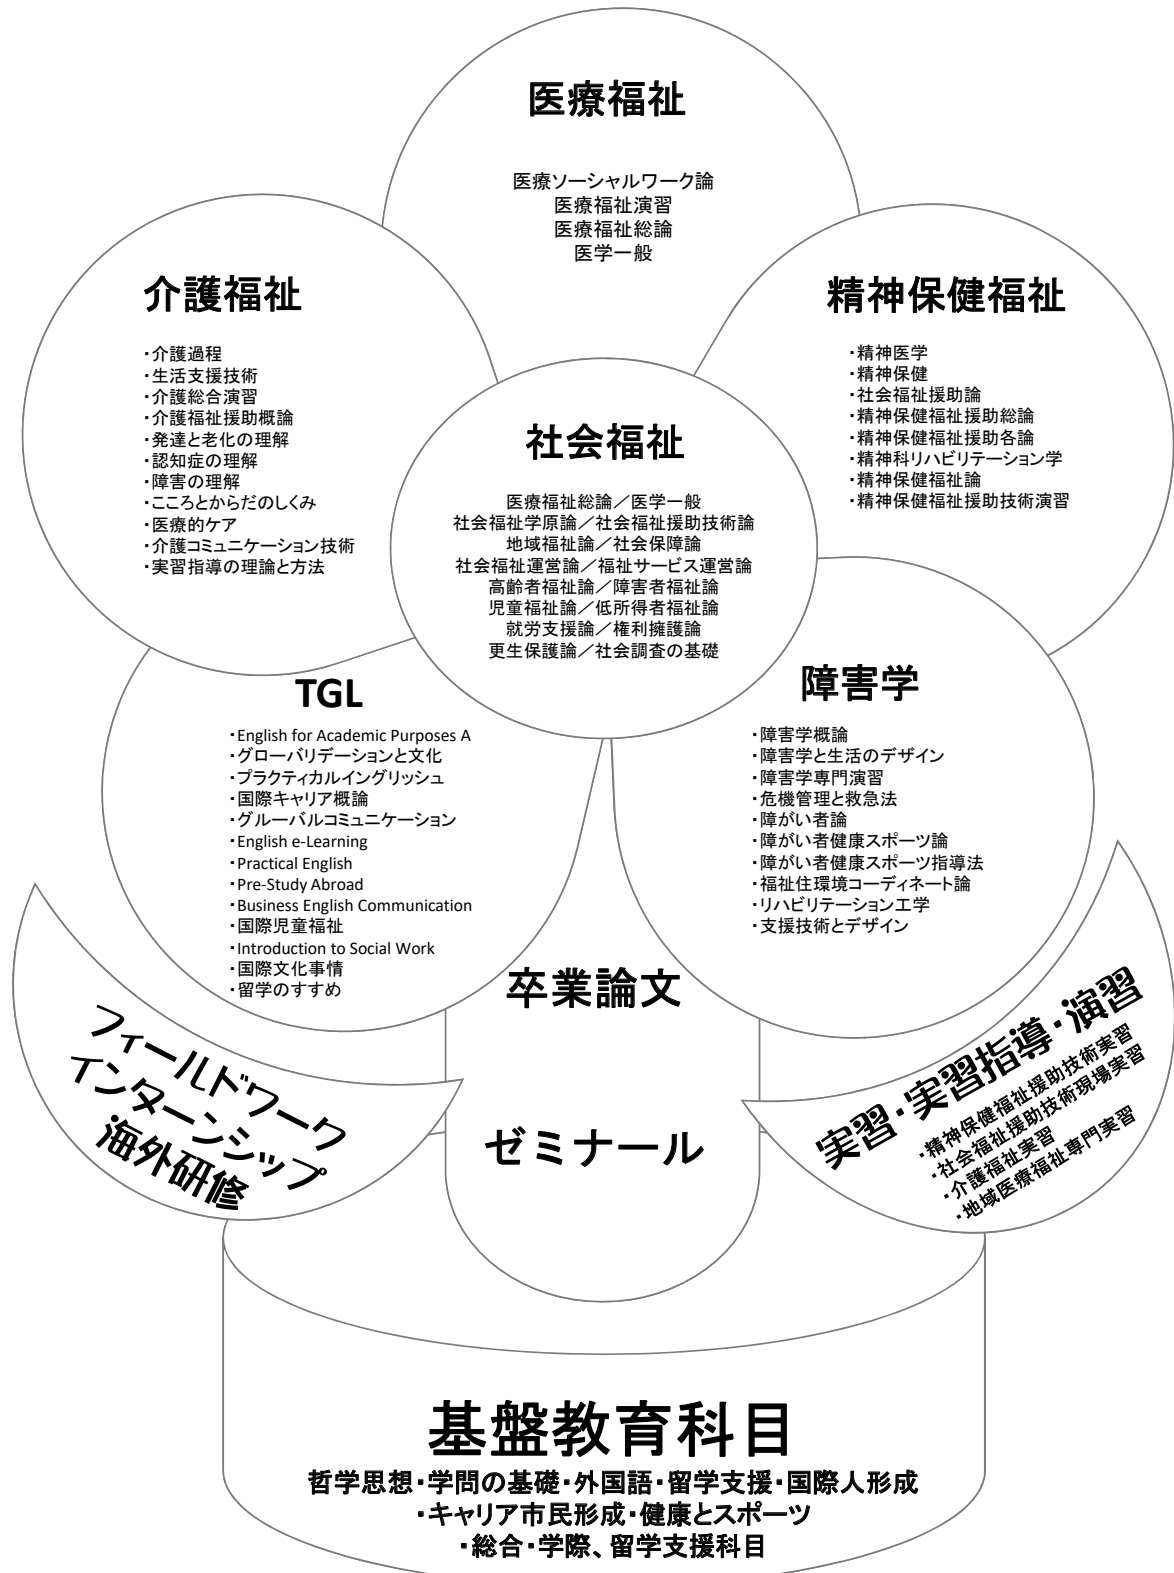 医療福祉
医療ソーシャルワーク論
医療福祉演習
医療福祉総論
医学一般
介護福祉
・介護過程
・生活支援技術
・介護総合演習
・介護福祉援助概論
・発達と老化の理解
・認知症の理解
・障害の理解
・こころとからだのしくみ
・医療的ケア
・介護コミュニケーション技術
・実習指導の理論と方法
精神保健福祉
・精神医学
・精神保健
・社会福祉援助論
・精神保健福祉援助総論
・精神保健福祉援助各論
・精神科リハビリテーション学
・精神保健福祉論
・精神保健福祉援助技術演習
社会福祉
医療福祉総論／医学一般
社会福祉学原論／社会福祉援助技術論
地域福祉論／社会保障論
社会福祉運営論／福祉サービス運営論
高齢者福祉論／障害者福祉論
児童福祉論／低所得者福祉論
就労支援論／権利擁護論
更生保護論／社会調査の基礎
TGL
・English for Academic Purposes A
・グローバリデーションと文化
・プラクティカルイングリッシュ
・国際キャリア概論
・グルーバルコミュニケーション
・English e-Learning
・Practical English
・Pre-Study Abroad
・Business English Communication
・国際児童福祉
・Introduction to Social Work
・国際文化事情
・留学のすすめ
障害学
・障害学概論
・障害学と生活のデザイン
・障害学専門演習
・危機管理と救急法
・障がい者論
・障がい者健康スポーツ論
・障がい者健康スポーツ指導法
・福祉住環境コーディネート論
・リハビリテーション工学
・支援技術とデザイン
卒業論文
ゼミナール
フィールドワーク
インターンシップ
海外研修
実習・実習指導・演習
・精神保健福祉援助技術実習
・社会福祉援助技術現場実習
・介護福祉実習
・地域医療福祉専門実習
基盤教育科目
哲学思想・学問の基礎・外国語・留学支援・国際人形成
・キャリア市民形成・健康とスポーツ
・総合・学際、留学支援科目